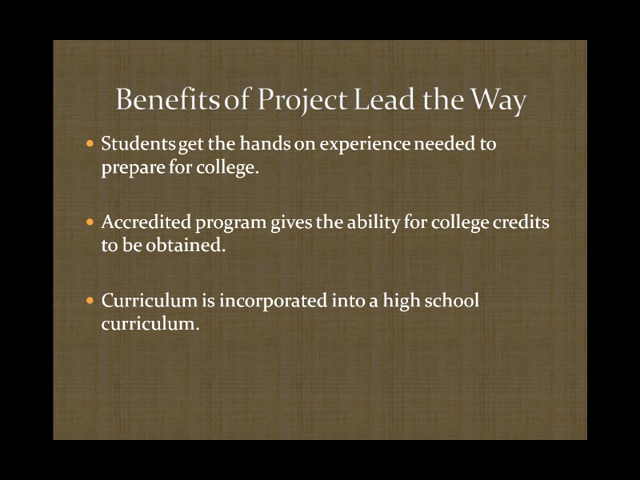 Benefits of Project Lead the Way
Students get the hands on experience needed to
prepare for college.
Accredited program gives the ability for college credits
to be obtained.
Curriculum is incorporated into a high school
curriculum.